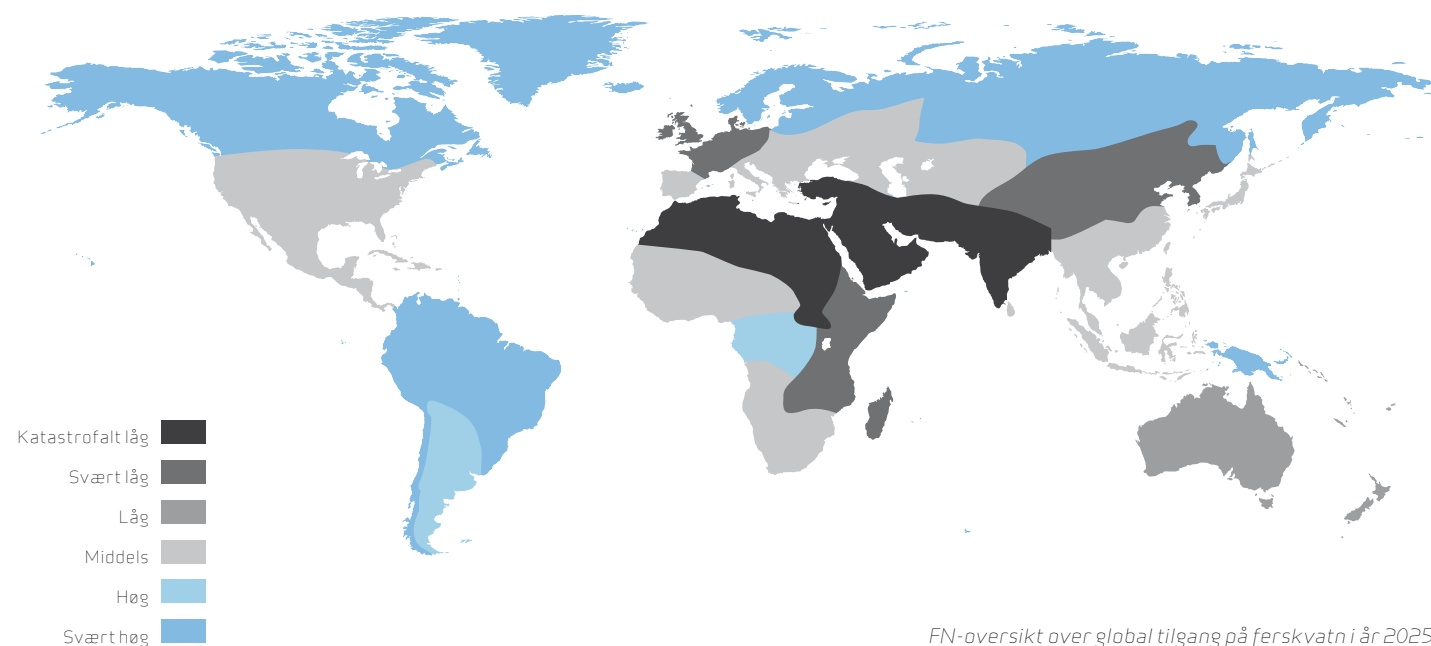 Katastrofalt låg
Svært låg
Låg
Middels
Høg
Svært høg
FN-oversikt over global tilgang på ferskvatn i år 2025